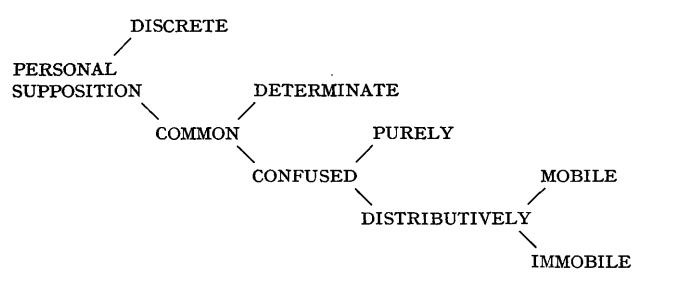 DISCRETE
PERSONAL
SUPPOSITION
DETERMINATE
COMMON
PURELY
CONFUSED
MOBILE
DISTRIBUTIVELY
IMMOBILE